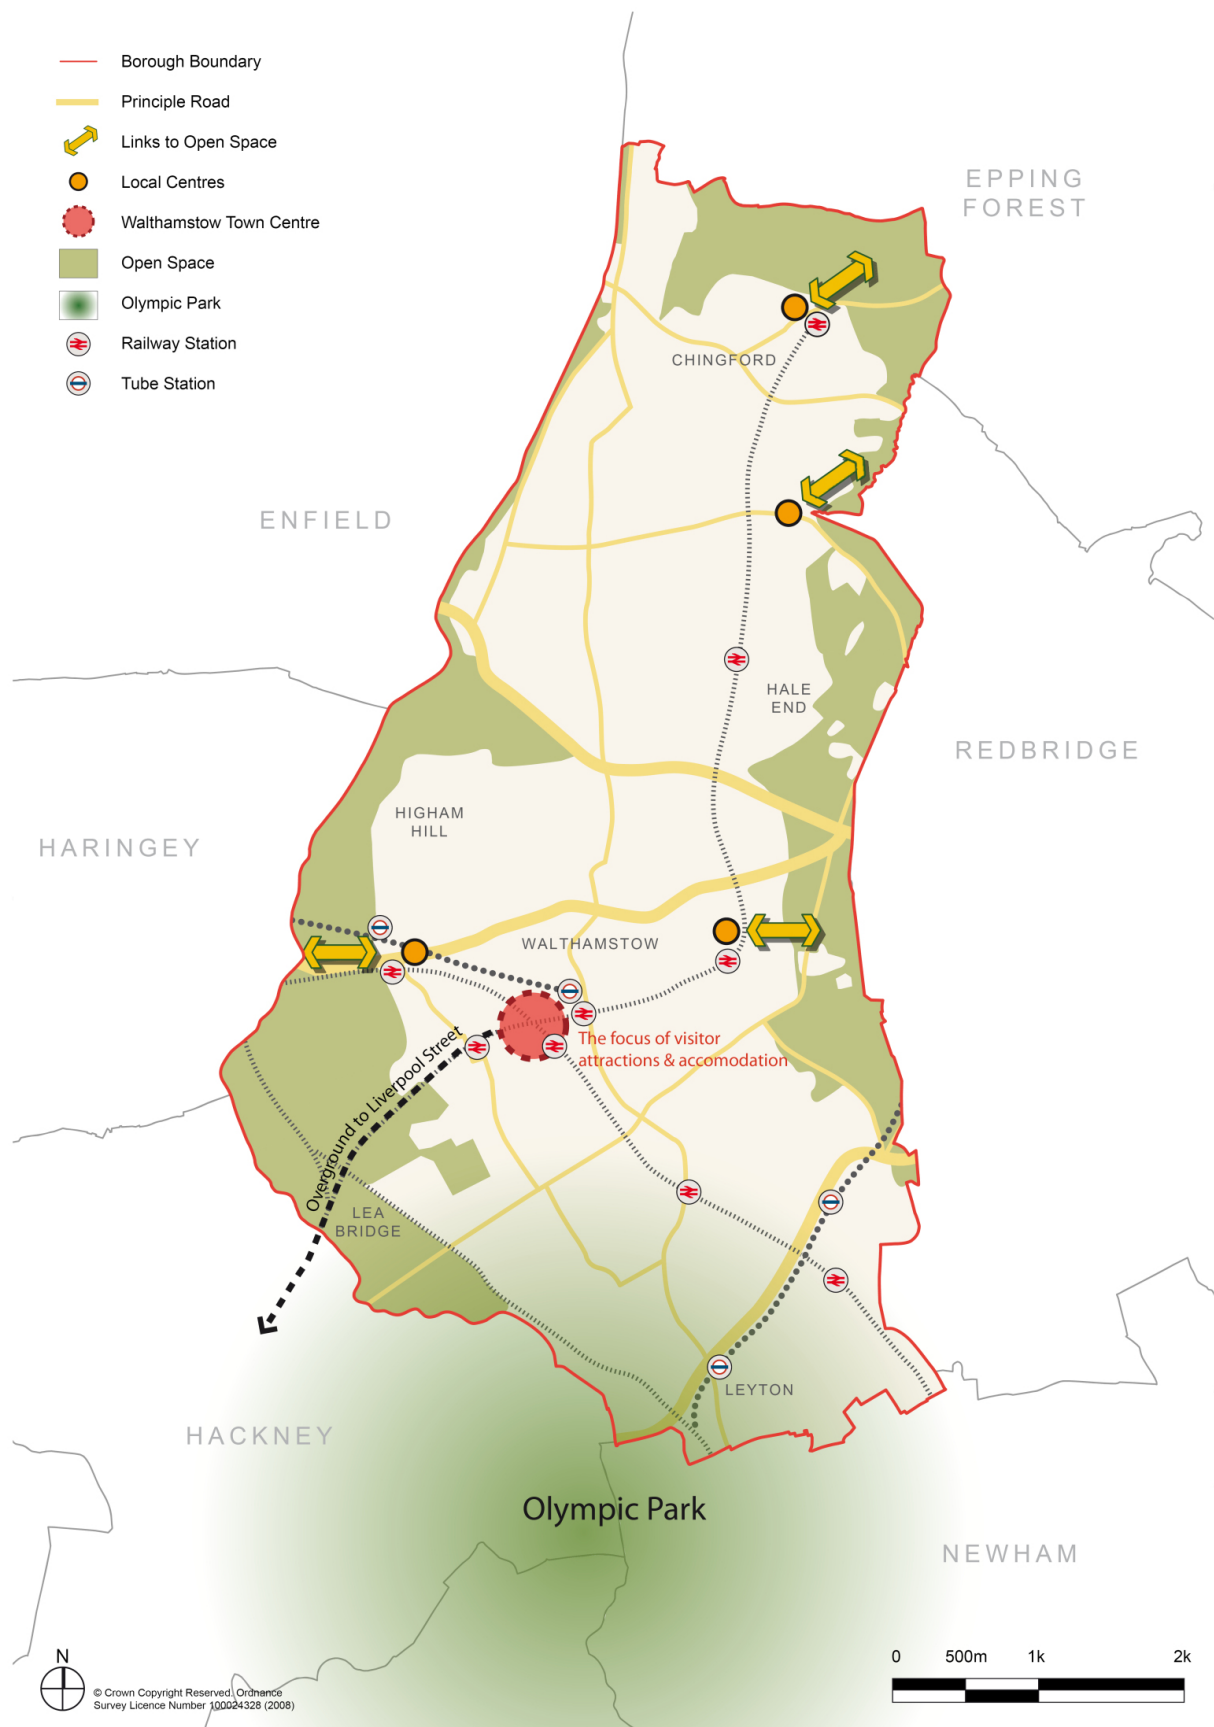 Borough Boundary
Principle Road
Links to Open Space
Local Centres
Walthamstow Town Centre
Open Space
Olympic Park
Railway Station
Tube Station
EPPING
FOREST
CHINGFORD
ENFIELD
HALE
END
REDBRIDGE
HIGHAM
HILL
HARINGEY
WALTHAMSTOW
The focus of visitor
attractions & accomodation
Overground to Liverpool Street
LEA
BRIDGE
LEYTON
HACKNEY
Olympic Park
NEWHAM
N
© Crown Copyright Reserved. Ordnance
Survey Licence Number 100024328 (2008)
0 500m 1k 2k